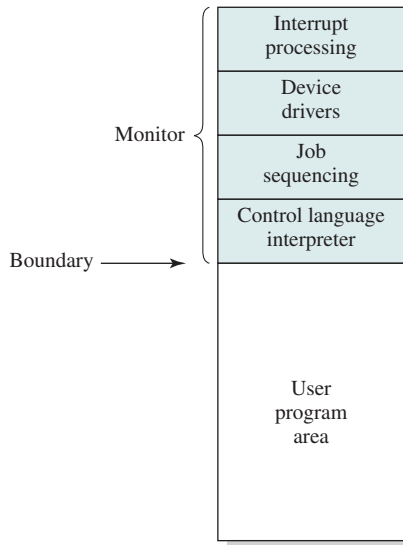 Interrupt
processing
Device
drivers
Monitor
Job
sequencing
Control language
interpreter
Boundary
User
program
area